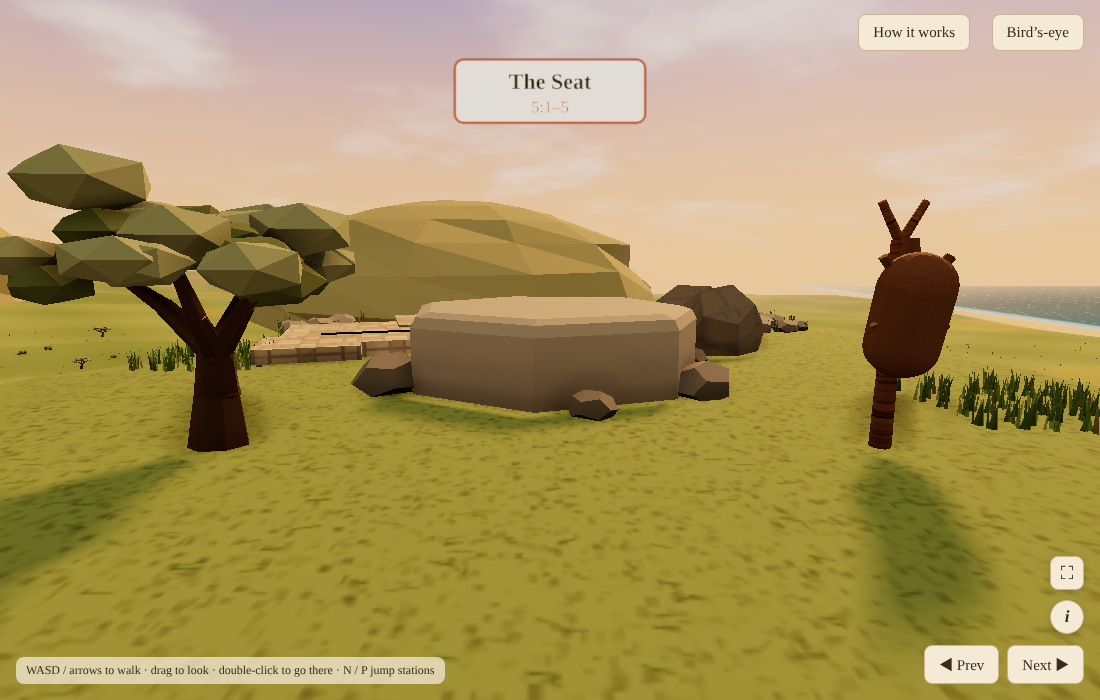 How it works
Bird’s-eye
The Seat
5:1–5
i
WASD / arrows to walk · drag to look · double-click to go there · N / P jump stations
◀ Prev
Next ▶